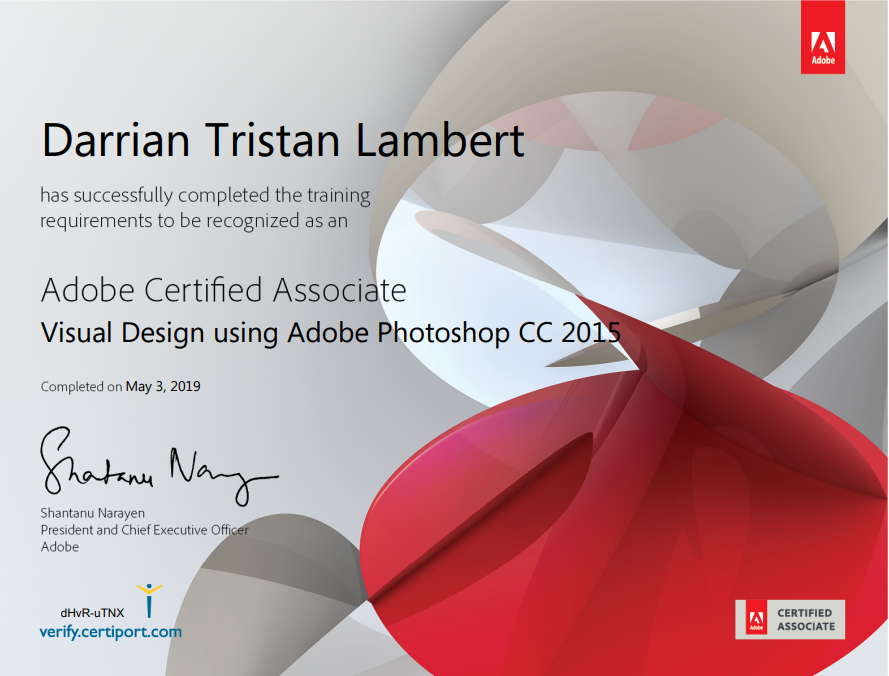 Adobe
Darrian Tristan Lambert
has successfully completed the training
requirements to be recognized as an
Adobe Certified Associate
Visual Design using Adobe Photoshop CC 2015
Completed on May 3, 2019
Shantanu Narayen
Shantanu Narayen
President and Chief Executive Officer
Adobe
dHvR-uTNX
verify.certiport.com
Adobe
CERTIFIED
ASSOCIATE